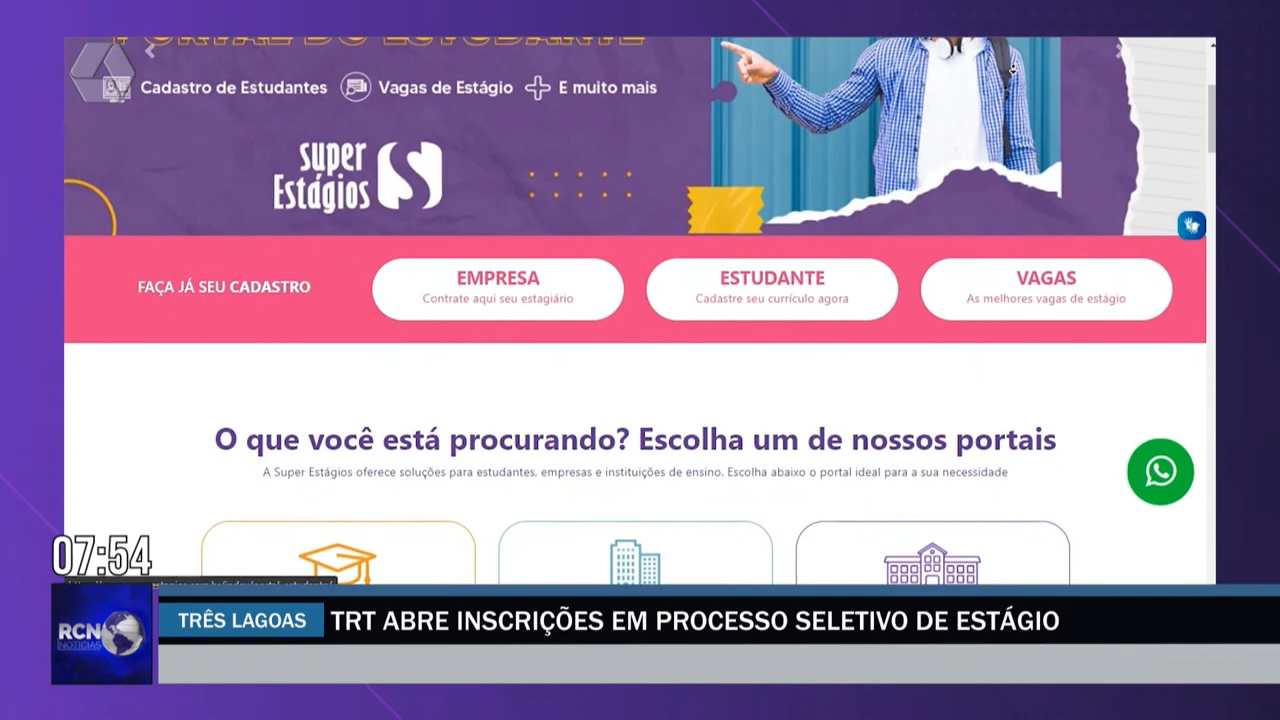 PORTAL DO ESTUDANTE
Cadastro de Estudantes
Vagas de Estágio
E muito mais
super
Estágios
FAÇA JÁ SEU CADASTRO
EMPRESA
Contrate aqui seu estagiário
ESTUDANTE
Cadastre seu currículo agora
VAGAS
As melhores vagas de estágio
O que você está procurando? Escolha um de nossos portais
A Super Estágios oferece soluções para estudantes, empresas e instituições de ensino. Escolha abaixo o portal ideal para a sua necessidade
07:54
RCN
NOTÍCIAS
TRÊS LAGOAS
TRT ABRE INSCRIÇÕES EM PROCESSO SELETIVO DE ESTÁGIO